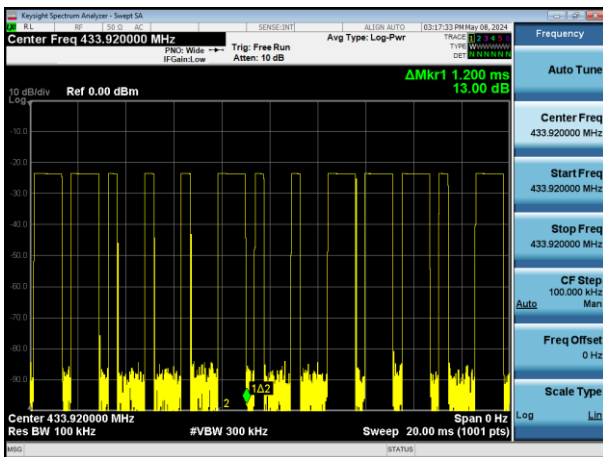 Keysight Spectrum Analyzer - Swept SA
RL RF 50 Ω AC SENSE:INT ALIGN AUTO 03:17:33 PM May 08, 2024
Center Freq 433.920000 MHz
PNO: Wide
IFGain:Low
Trig: Free Run
Atten: 10 dB
Avg Type: Log-Pwr
TRACE 1 2 3 4 5 6
TYPE WWWWWW
DET N N N N N N
ΔMkr1 1.200 ms
13.00 dB
10 dB/div Ref 0.00 dBm
Log
-10.0
-20.0
-30.0
-40.0
-50.0
-60.0
-70.0
-80.0
-90.0
1Δ2
2
Center 433.920000 MHz Span 0 Hz
Res BW 100 kHz #VBW 300 kHz Sweep 20.00 ms (1001 pts)
MSG STATUS
Frequency
Auto Tune
Center Freq
433.920000 MHz
Start Freq
433.920000 MHz
Stop Freq
433.920000 MHz
CF Step
100.000 kHz
Auto Man
Freq Offset
0 Hz
Scale Type
Log Lin